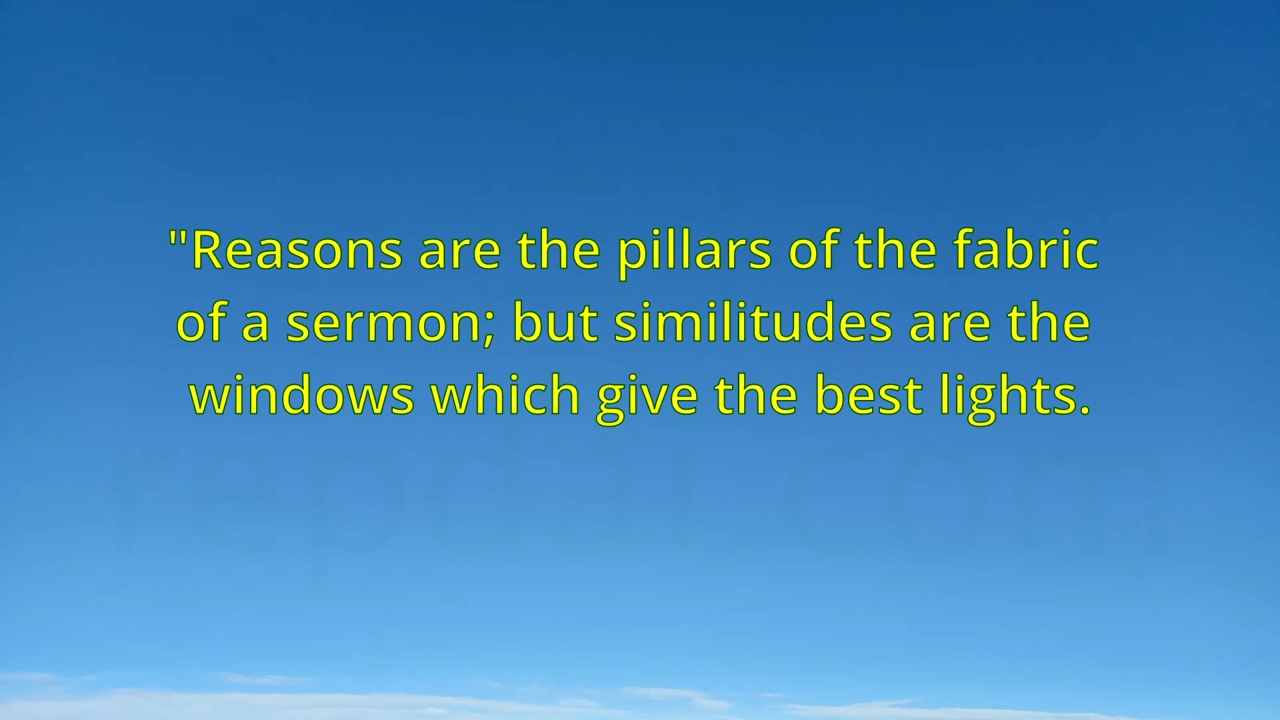 "Reasons are the pillars of the fabric
of a sermon; but similitudes are the
windows which give the best lights.